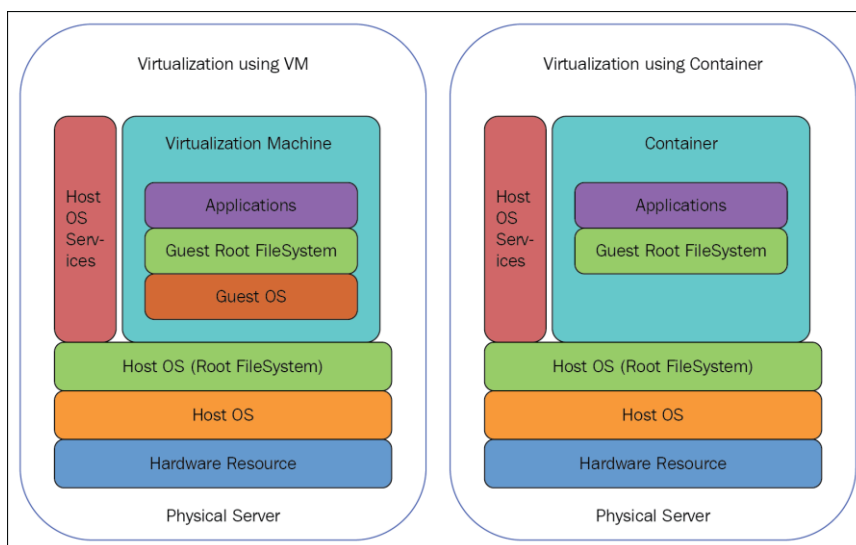 Virtualization using VM
Host
OS
Serv-
ices
Virtualization Machine
Applications
Guest Root FileSystem
Guest OS
Host OS (Root FileSystem)
Host OS
Hardware Resource
Physical Server
Virtualization using Container
Host
OS
Serv-
ices
Container
Applications
Guest Root FileSystem
Host OS (Root FileSystem)
Host OS
Hardware Resource
Physical Server